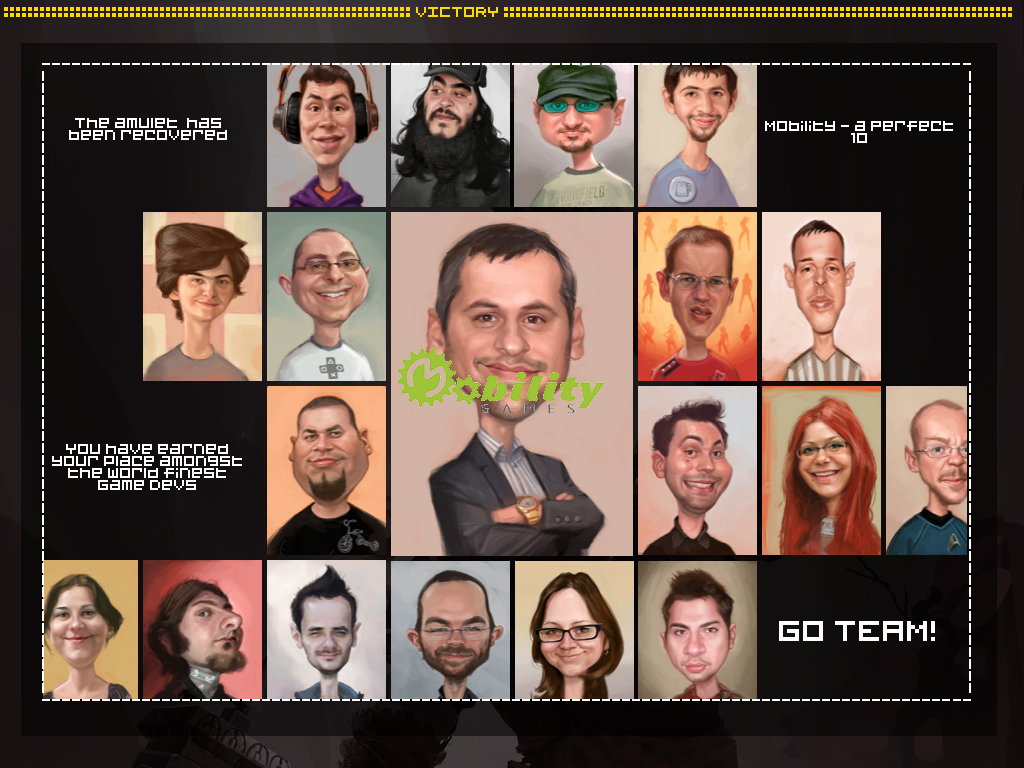 VICTORY
The amulet has
been recovered
Mobility - a perfect
10
Mobility
GAMES
You have earned
your place amongst
the world finest
game devs
GO TEAM!